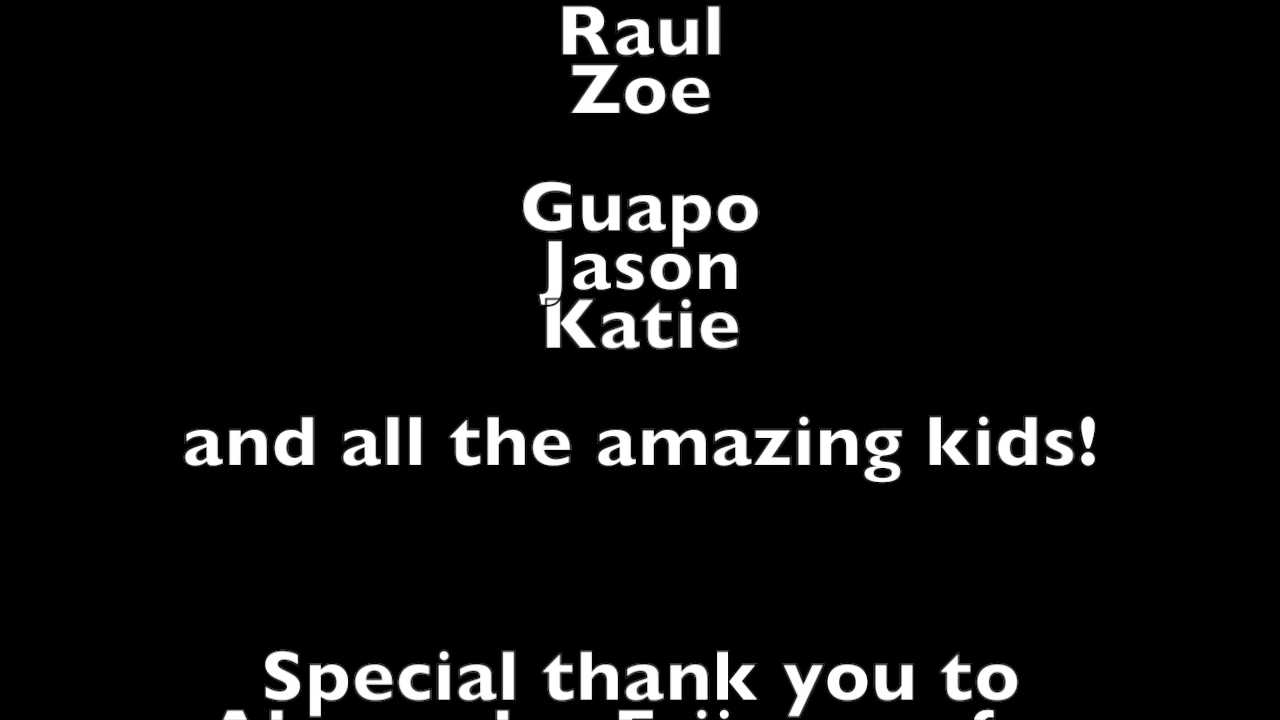 Raul
Zoe
Guapo
Jason
Katie
and all the amazing kids!
Special thank you to